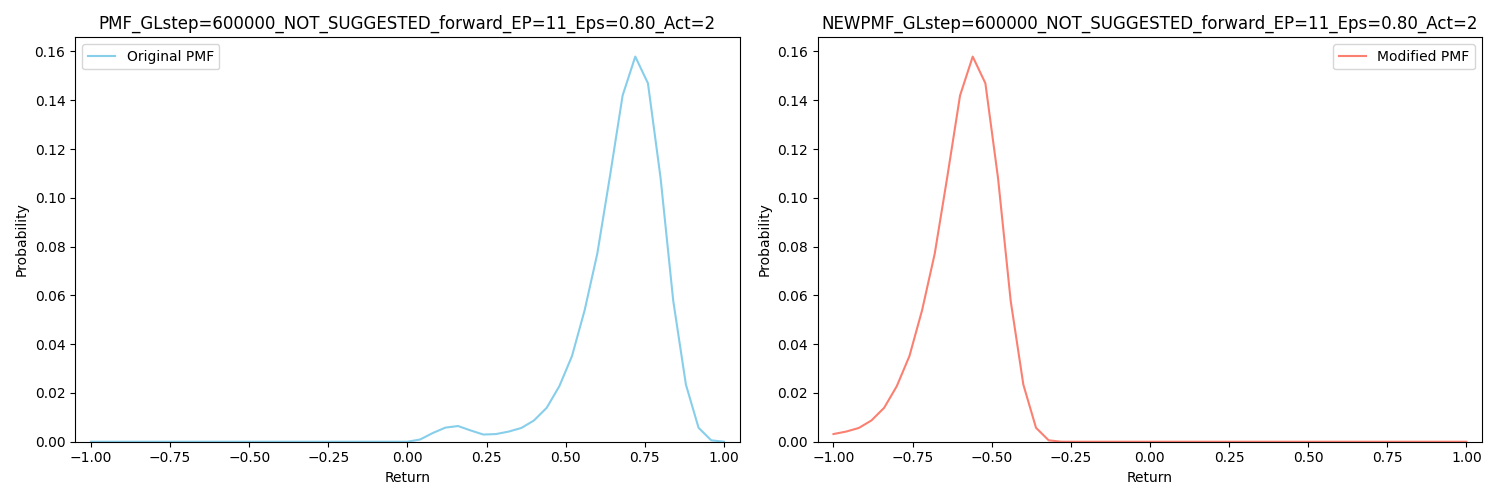 PMF_GLstep=600000_NOT_SUGGESTED_forward_EP=11_Eps=0.80_Act=2
Original PMF
Probability
0.16
0.14
0.12
0.10
0.08
0.06
0.04
0.02
0.00
−1.00 −0.75 −0.50 −0.25 0.00 0.25 0.50 0.75 1.00
Return
NEWPMF_GLstep=600000_NOT_SUGGESTED_forward_EP=11_Eps=0.80_Act=2
Modified PMF
Probability
0.16
0.14
0.12
0.10
0.08
0.06
0.04
0.02
0.00
−1.00 −0.75 −0.50 −0.25 0.00 0.25 0.50 0.75 1.00
Return